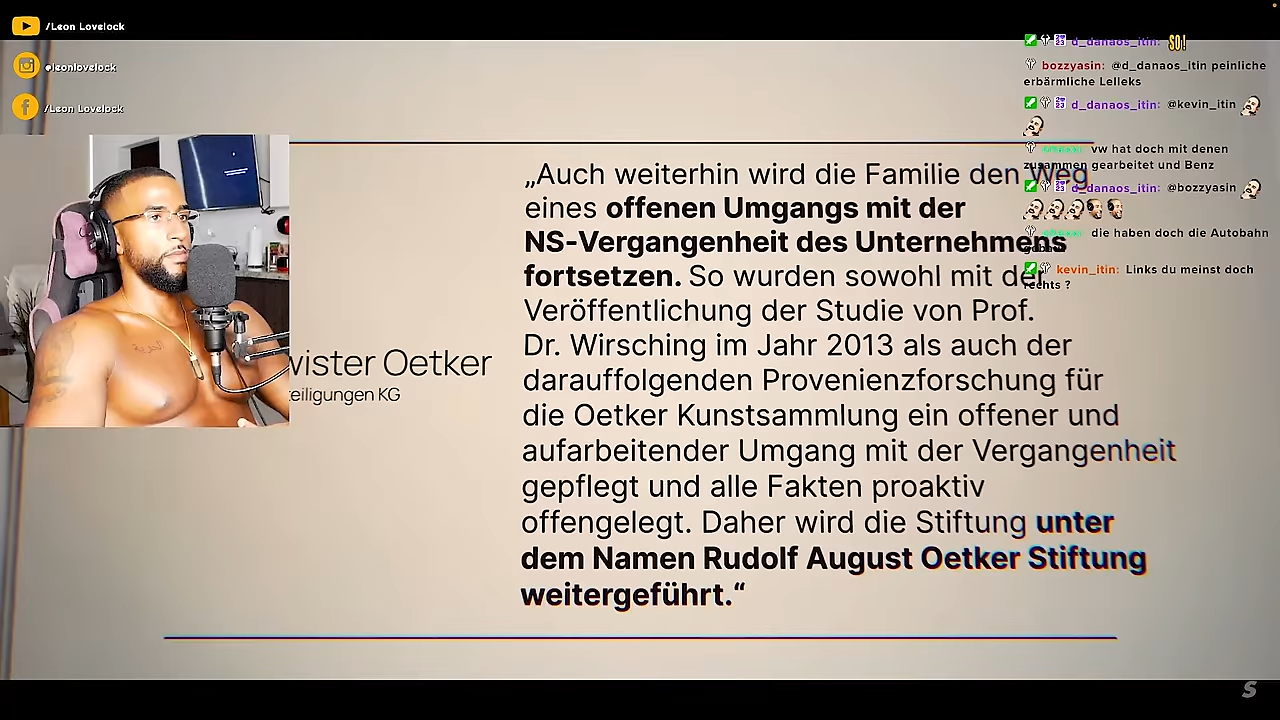 /Leon Lovelock
@leonlovelock
/Leon Lovelock
wister Oetker
eiligungen KG
„Auch weiterhin wird die Familie den Weg
eines offenen Umgangs mit der
NS-Vergangenheit des Unternehmens
fortsetzen. So wurden sowohl mit der
Veröffentlichung der Studie von Prof.
Dr. Wirsching im Jahr 2013 als auch der
darauffolgenden Provenienzforschung für
die Oetker Kunstsammlung ein offener und
aufarbeitender Umgang mit der Vergangenheit
gepflegt und alle Fakten proaktiv
offengelegt. Daher wird die Stiftung unter
dem Namen Rudolf August Oetker Stiftung
weitergeführt.“
d_danaos_itin: SO!
bozzyasin: @d_danaos_itin peinliche
erbärmliche Lelleks
d_danaos_itin: @kevin_itin
vw hat doch mit denen
zusammen gearbeitet und Benz
d_danaos_itin: @bozzyasin
die haben doch die Autobahn
kevin_itin: Links du meinst doch
rechts ?
S